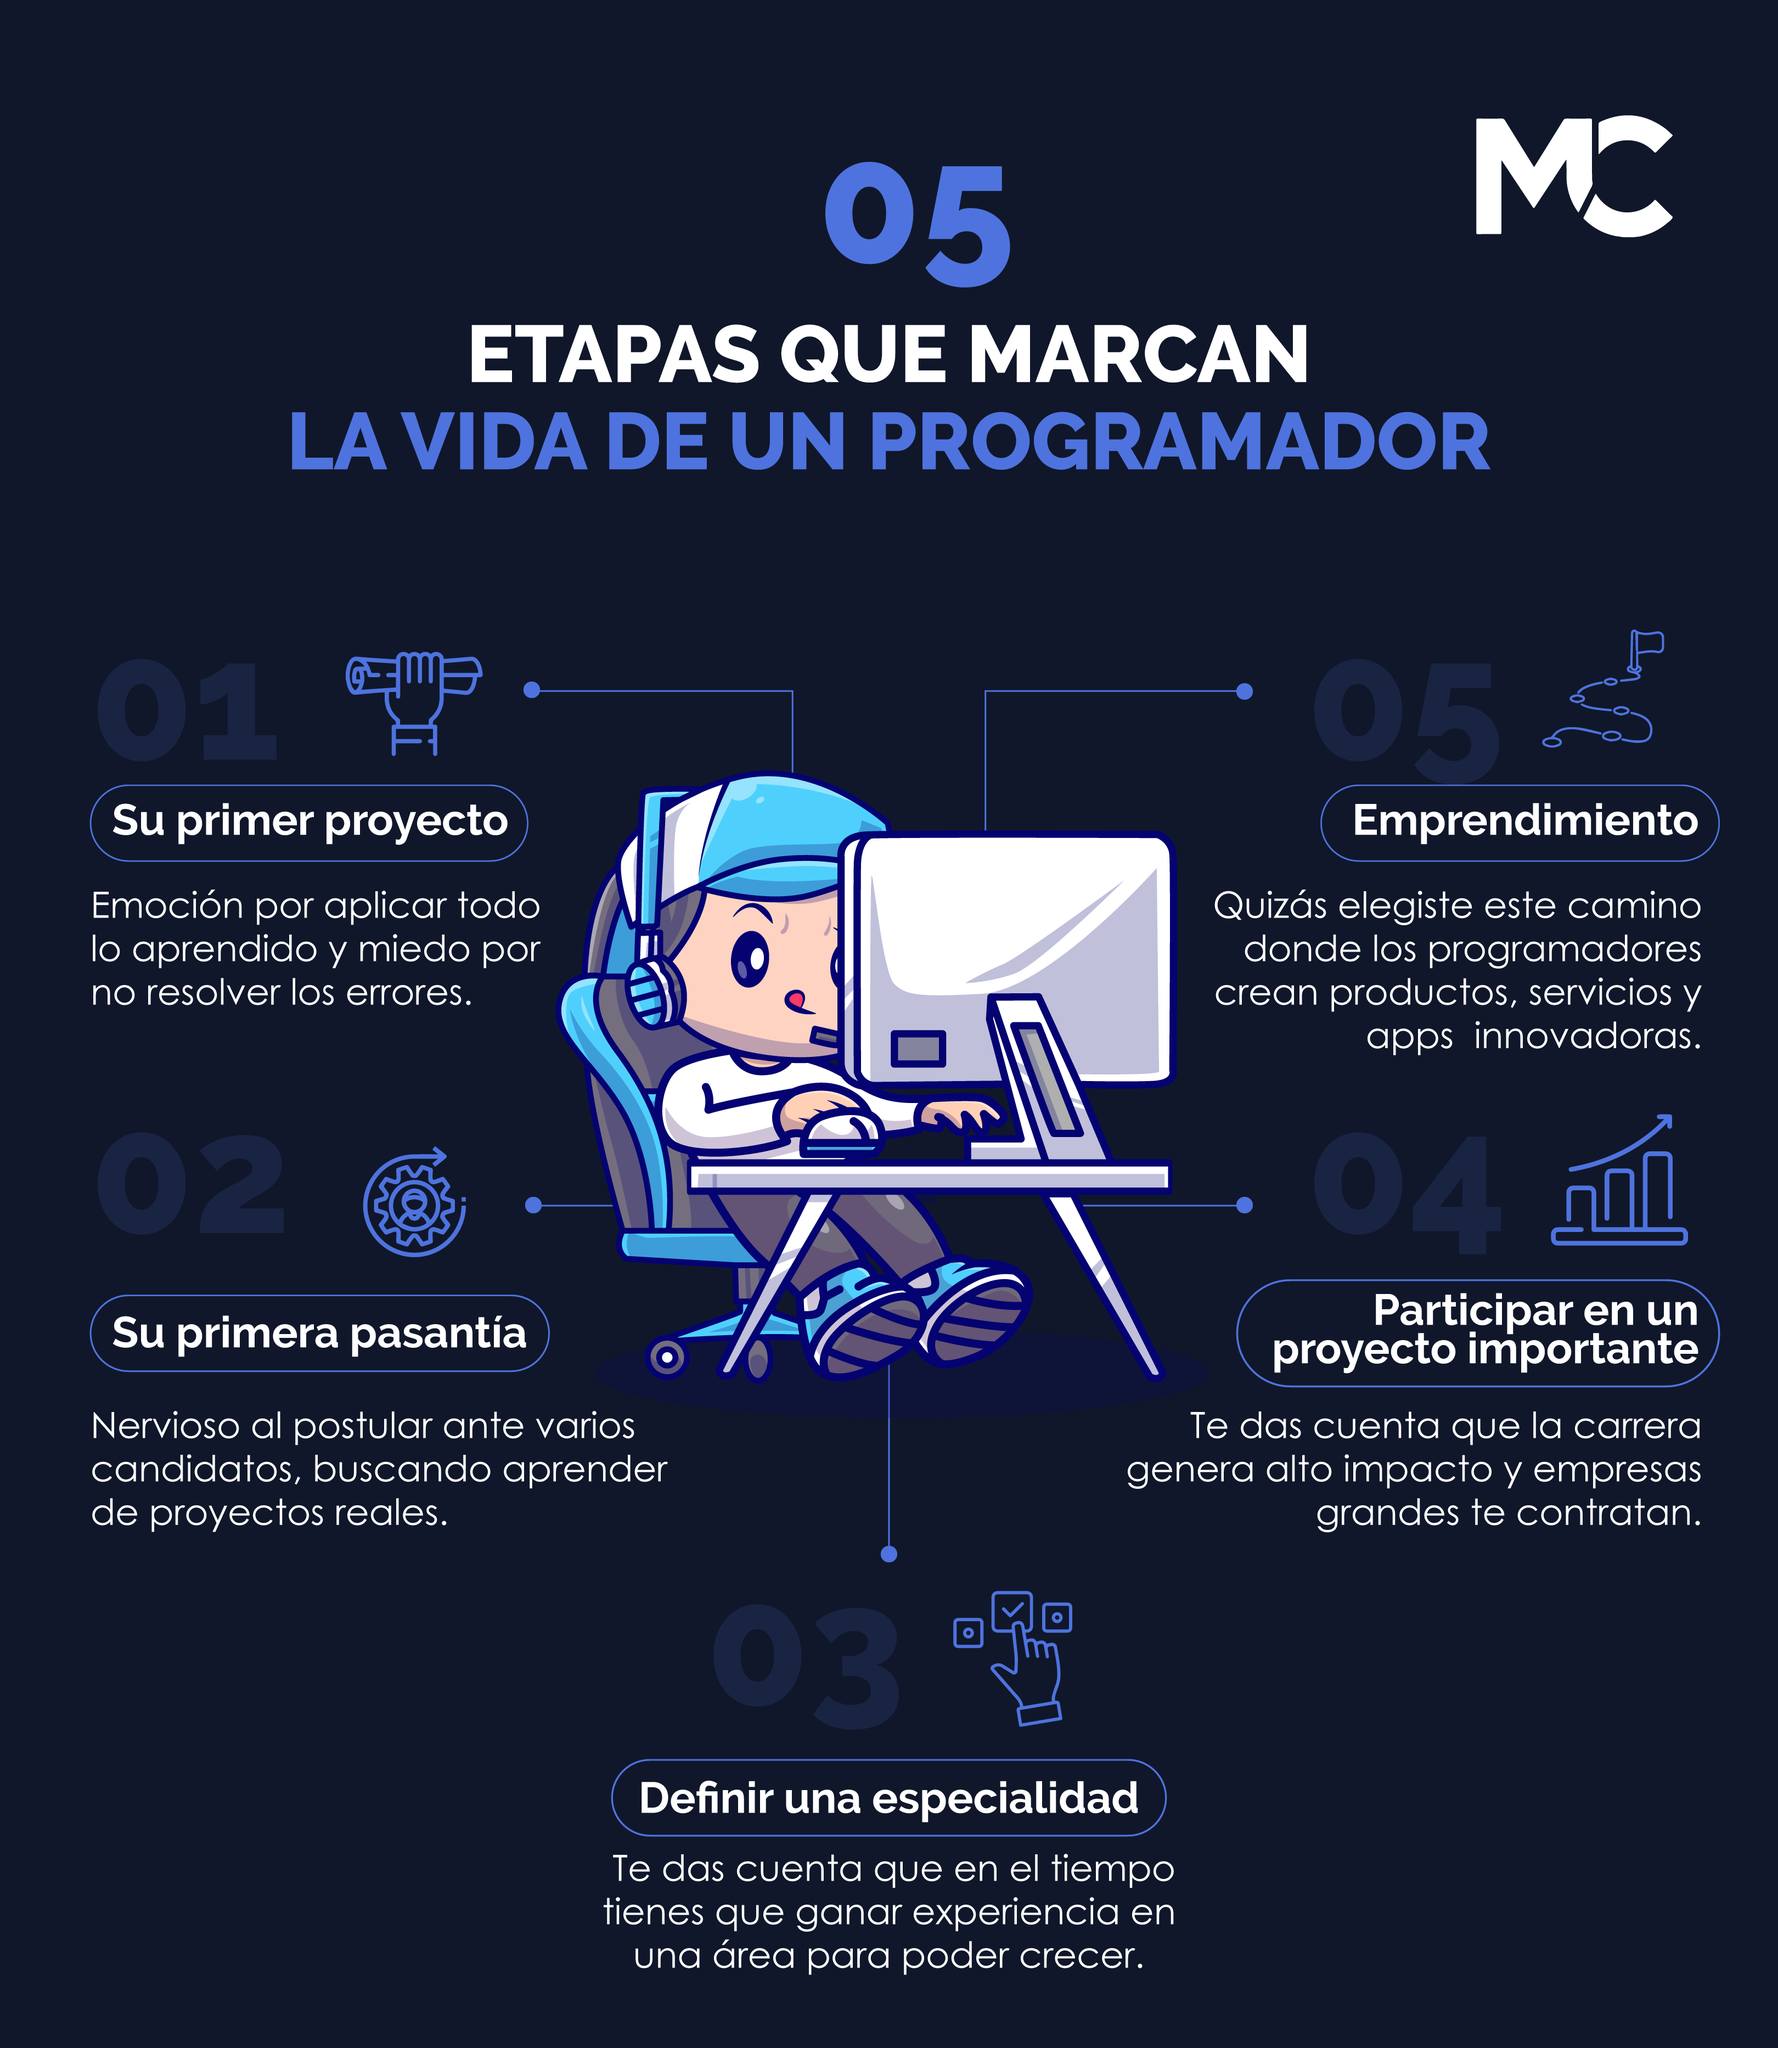 MC
05
ETAPAS QUE MARCAN
LA VIDA DE UN PROGRAMADOR
01
Su primer proyecto
Emoción por aplicar todo
lo aprendido y miedo por
no resolver los errores.
02
Su primera pasantía
Nervioso al postular ante varios
candidatos, buscando aprender
de proyectos reales.
03
Definir una especialidad
Te das cuenta que en el tiempo
tienes que ganar experiencia en
una área para poder crecer.
04
Participar en un
proyecto importante
Te das cuenta que la carrera
genera alto impacto y empresas
grandes te contratan.
05
Emprendimiento
Quizás elegiste este camino
donde los programadores
crean productos, servicios y
apps innovadoras.